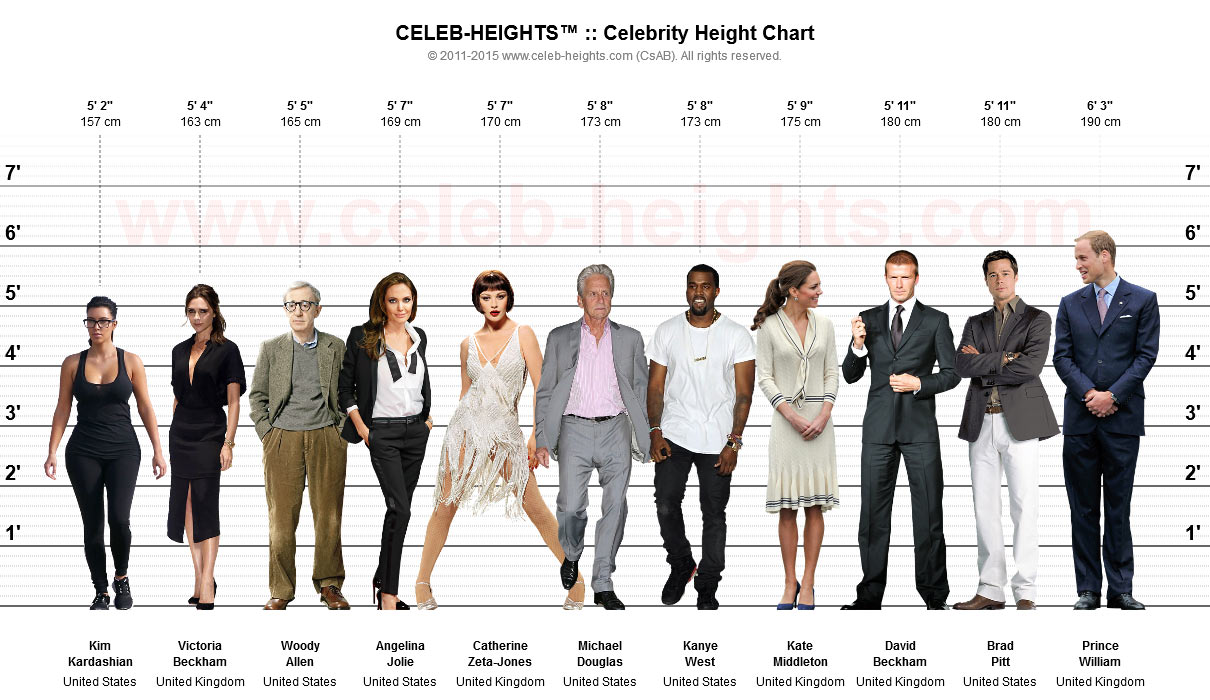 CELEB-HEIGHTS™ :: Celebrity Height Chart
© 2011-2015 www.celeb-heights.com (CsAB). All rights reserved.
5' 2" 5' 4" 5' 5" 5' 7" 5' 7" 5' 8" 5' 8" 5' 9" 5' 11" 5' 11" 6' 3"
157 cm 163 cm 165 cm 169 cm 170 cm 173 cm 173 cm 175 cm 180 cm 180 cm 190 cm
7' 7'
www.celeb-heights.com
6' 6'
5' 5'
4' 4'
3' 3'
2' 2'
1' 1'
Kim Victoria Woody Angelina Catherine Michael Kanye Kate David Brad Prince
Kardashian Beckham Allen Jolie Zeta-Jones Douglas West Middleton Beckham Pitt William
United States United Kingdom United States United States United Kingdom United States United States United Kingdom United Kingdom United States United Kingdom